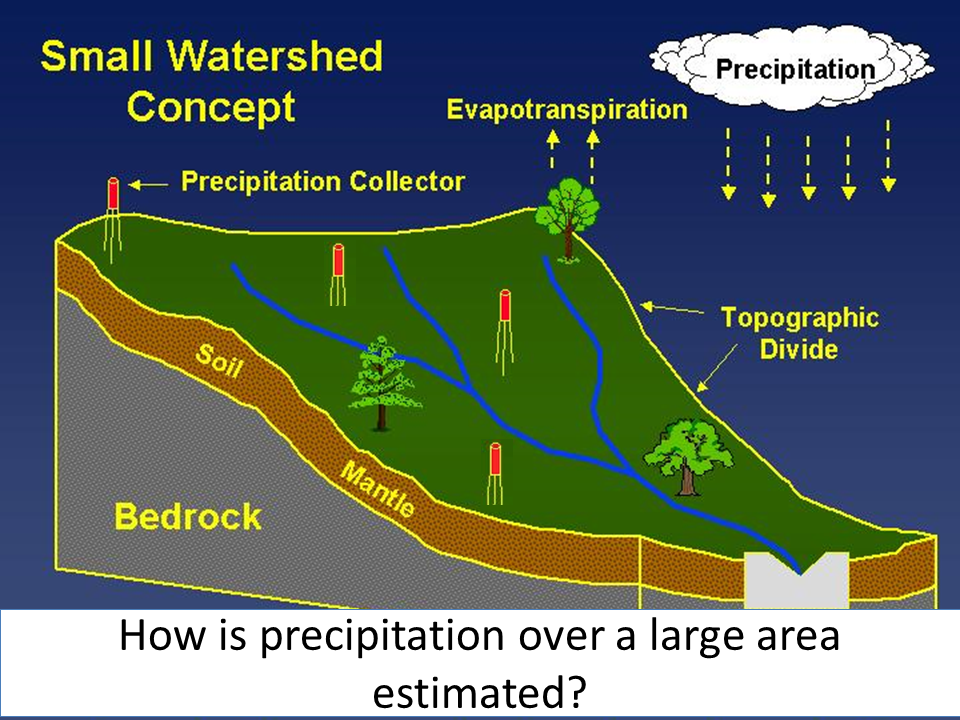 Small Watershed
Concept
Precipitation
Evapotranspiration
Precipitation Collector
Topographic
Divide
Soil
Mantle
Bedrock
How is precipitation over a large area
estimated?